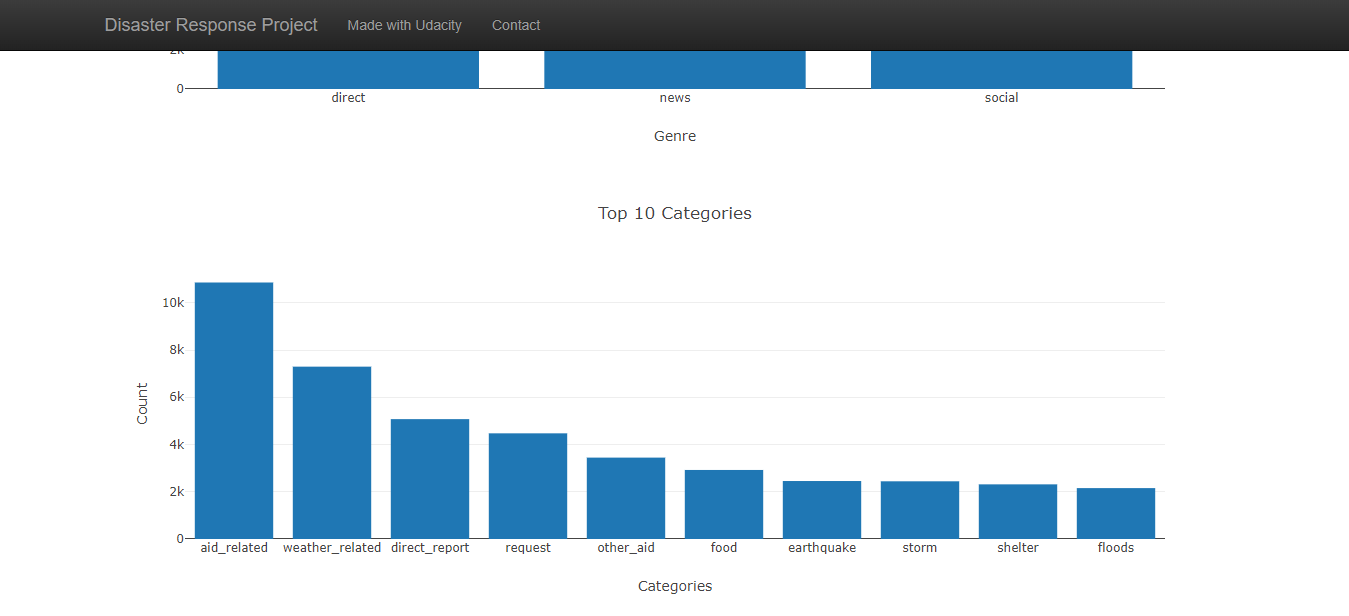 Disaster Response Project Made with Udacity Contact
2k
0
direct news social
Genre
Top 10 Categories
10k
8k
6k
4k
2k
0
Count
aid_related weather_related direct_report request other_aid food earthquake storm shelter floods
Categories